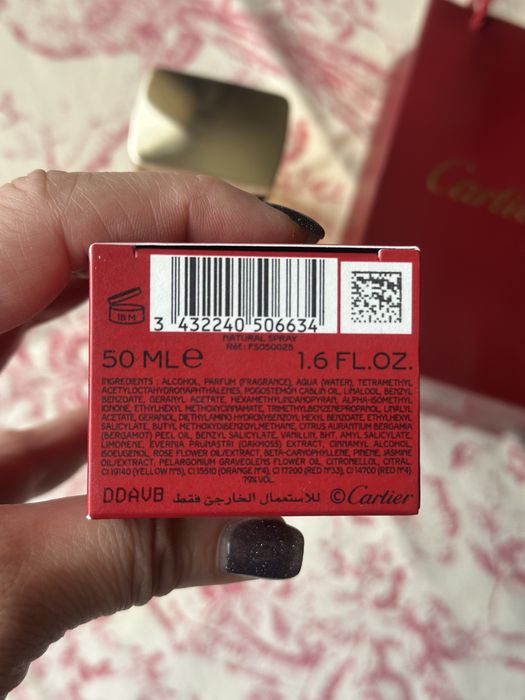 Cartier
18 M
3 432240 506634
NATURAL SPRAY
Réf.: FS050025
50 ML e 1.6 FL.OZ.
INGREDIENTS : ALCOHOL, PARFUM (FRAGRANCE), AQUA (WATER), TETRAMETHYL
ACETYLOCTAHYDRONAPHTHALENES, POGOSTEMON CABLIN OIL, LINALOOL, BENZYL
BENZOATE, GERANYL ACETATE, HEXAMETHYLINDANOPYRAN, ALPHA-ISOMETHYL
IONONE, ETHYLHEXYL METHOXYCINNAMATE, TRIMETHYLBENZENEPROPANOL, LINALYL
ACETATE, GERANIOL, DIETHYLAMINO HYDROXYBENZOYL HEXYL BENZOATE, ETHYLHEXYL
SALICYLATE, BUTYL METHOXYDIBENZOYLMETHANE, CITRUS AURANTIUM BERGAMIA
(BERGAMOT) PEEL OIL, BENZYL SALICYLATE, VANILLIN, BHT, AMYL SALICYLATE,
LIMONENE, EVERNIA PRUNASTRI (OAKMOSS) EXTRACT, CINNAMYL ALCOHOL,
ISOEUGENOL, ROSE FLOWER OIL/EXTRACT, BETA-CARYOPHYLLENE, PINENE, JASMINE
OIL/EXTRACT, PELARGONIUM GRAVEOLENS FLOWER OIL, CITRONELLOL, CITRAL,
CI 19140 (YELLOW N°5), CI 15510 (ORANGE N°4), CI 17200 (RED N°33), CI 14700 (RED N°4)
79% VOL.
DDAVB للاستعمال الخارجي فقط ©Cartier